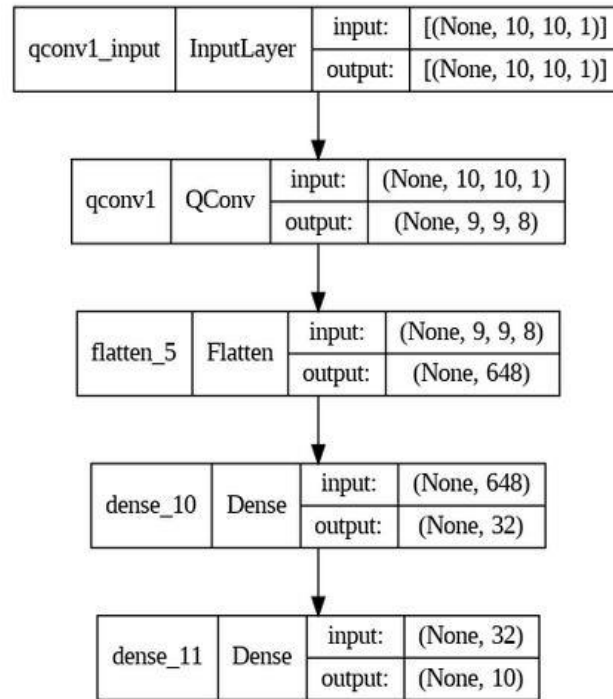 qconv1_input InputLayer input: [(None, 10, 10, 1)]
output: [(None, 10, 10, 1)]
qconv1 QConv input: (None, 10, 10, 1)
output: (None, 9, 9, 8)
flatten_5 Flatten input: (None, 9, 9, 8)
output: (None, 648)
dense_10 Dense input: (None, 648)
output: (None, 32)
dense_11 Dense input: (None, 32)
output: (None, 10)